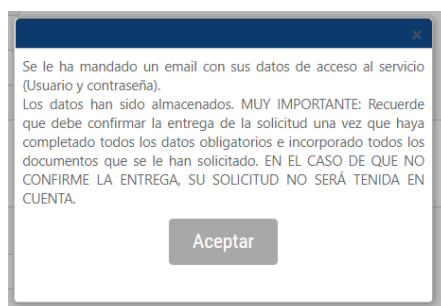 Se le ha mandado un email con sus datos de acceso al servicio
(Usuario y contraseña).
Los datos han sido almacenados. MUY IMPORTANTE: Recuerde
que debe confirmar la entrega de la solicitud una vez que haya
completado todos los datos obligatorios e incorporado todos los
documentos que se le han solicitado. EN EL CASO DE QUE NO
CONFIRME LA ENTREGA, SU SOLICITUD NO SERÁ TENIDA EN
CUENTA.
Aceptar